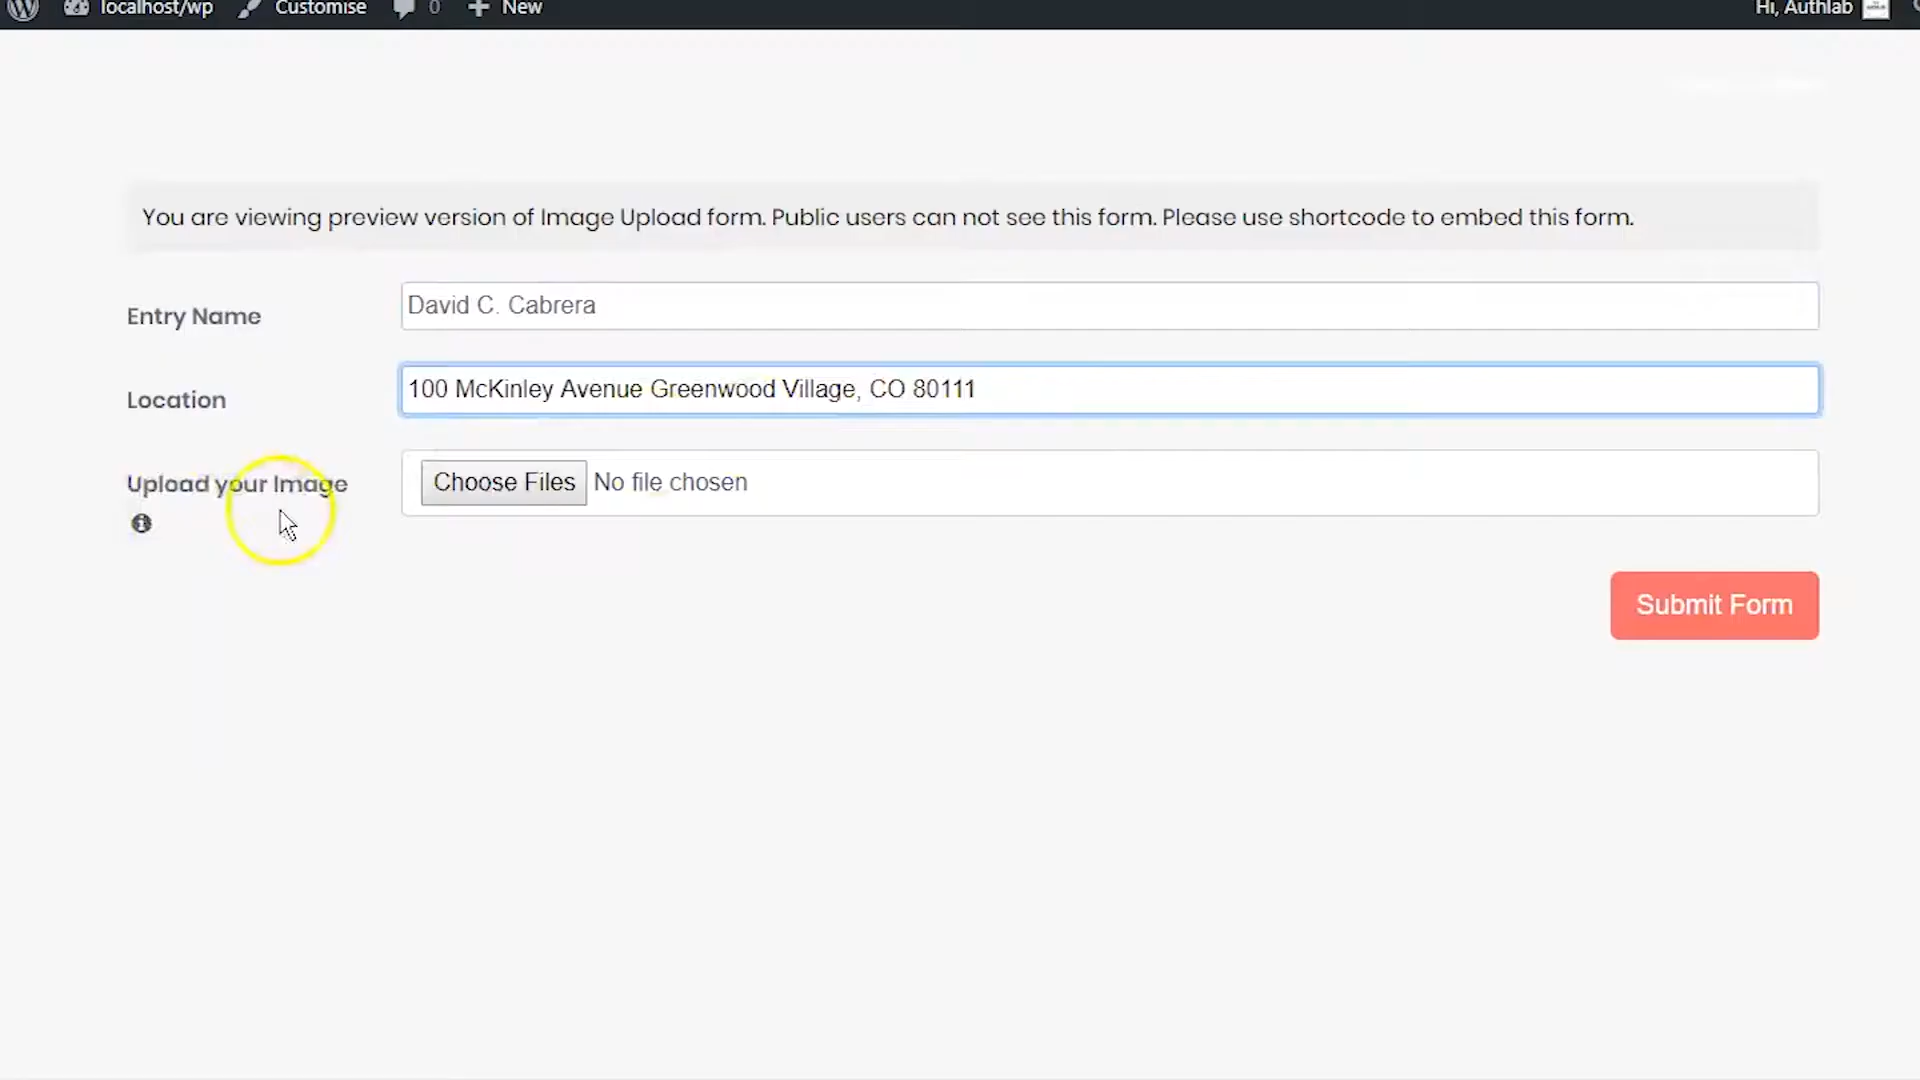 localhost/wp Customise 0 New Hi, Authlab
You are viewing preview version of Image Upload form. Public users can not see this form. Please use shortcode to embed this form.
Entry Name David C. Cabrera
Location 100 McKinley Avenue Greenwood Village, CO 80111
Upload your Image Choose Files No file chosen
Submit Form